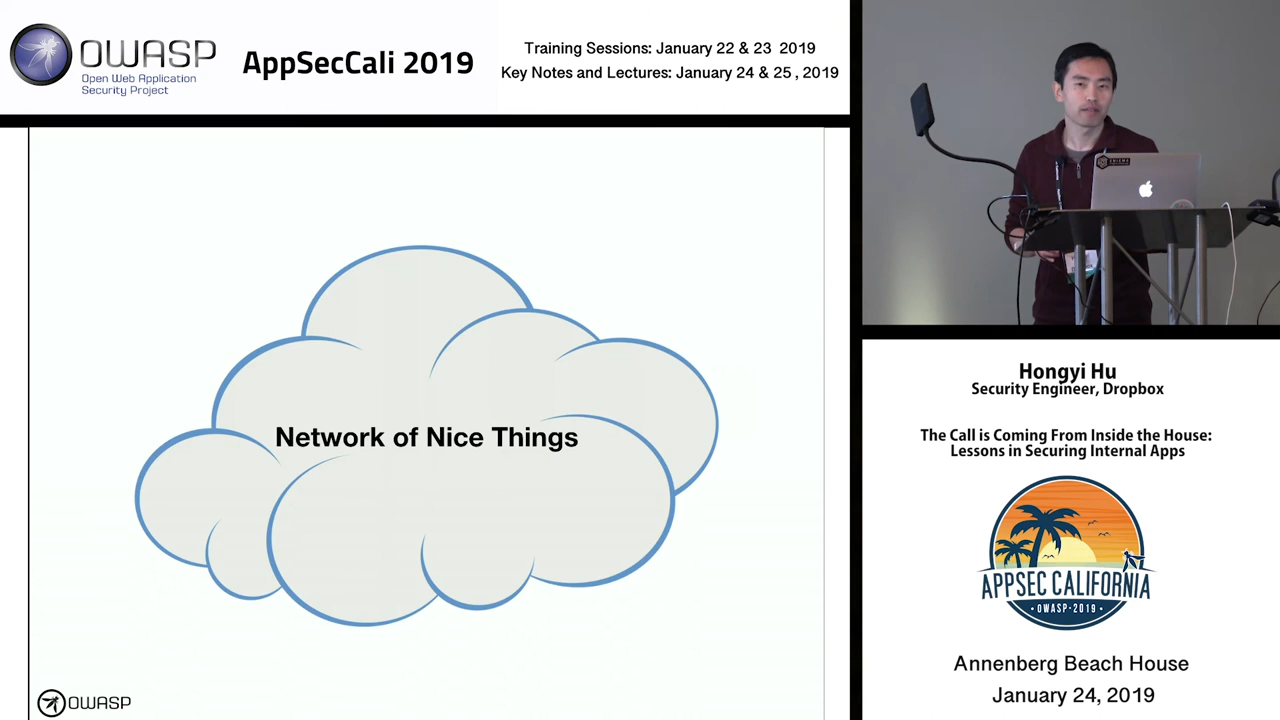 OWASP
Open Web Application
Security Project
AppSecCali 2019
Training Sessions: January 22 & 23 2019
Key Notes and Lectures: January 24 & 25 , 2019
Network of Nice Things
OWASP
Hongyi Hu
Security Engineer, Dropbox
The Call is Coming From Inside the House:
Lessons in Securing Internal Apps
APPSEC CALIFORNIA
OWASP-2019
Annenberg Beach House
January 24, 2019